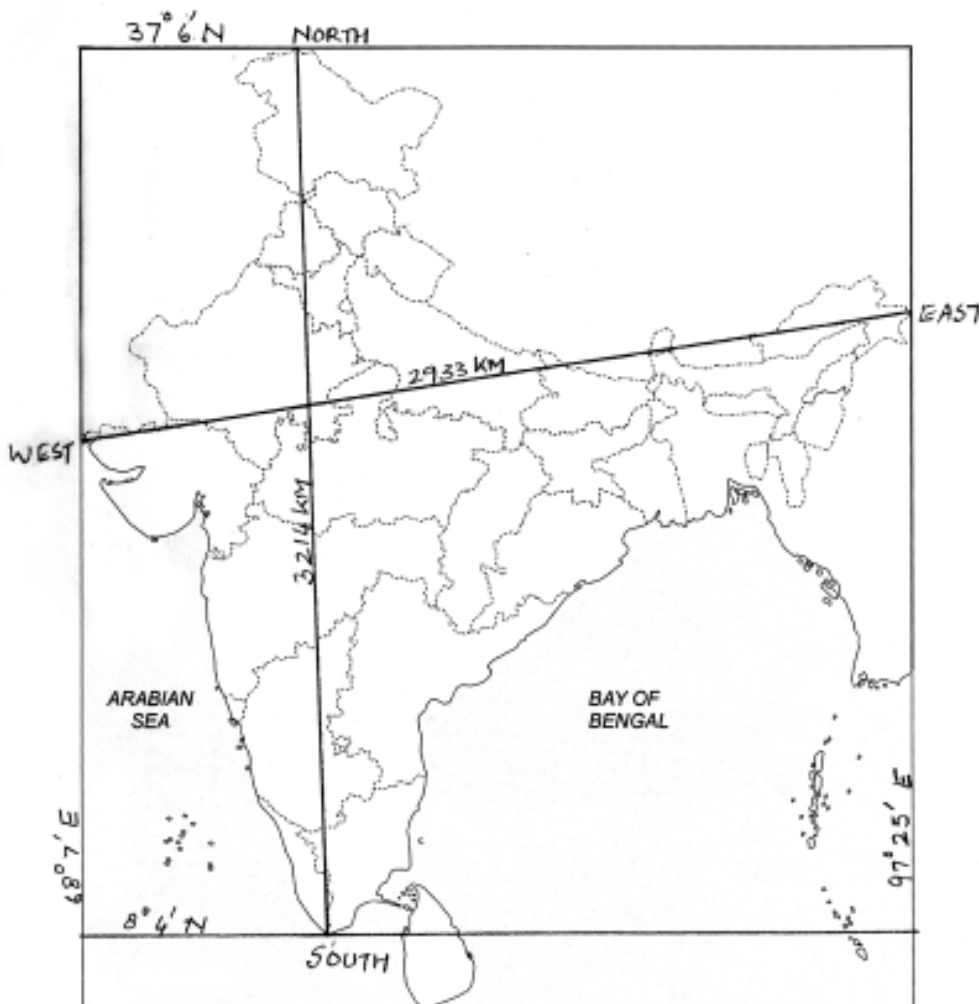 37° 6' N
NORTH
EAST
2933 KM
WEST
3214 KM
ARABIAN
SEA
BAY OF
BENGAL
68° 7' E
97° 25' E
8° 4' N
SOUTH